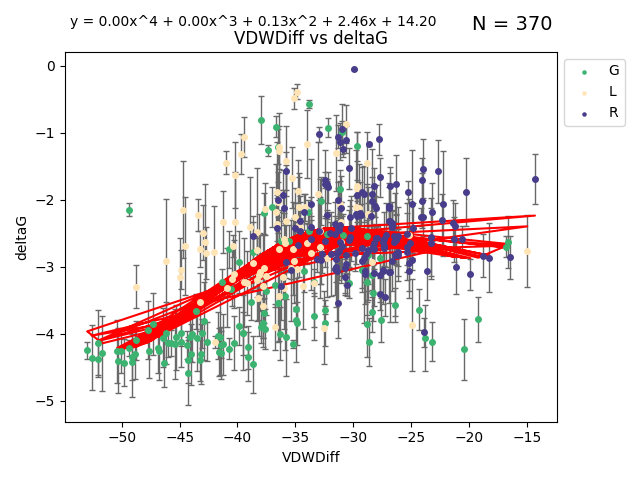 y = 0.00x^4 + 0.00x^3 + 0.13x^2 + 2.46x + 14.20
N = 370
VDWDiff vs deltaG
G
L
R
0
−1
−2
−3
−4
−5
deltaG
−50 −45 −40 −35 −30 −25 −20 −15
VDWDiff